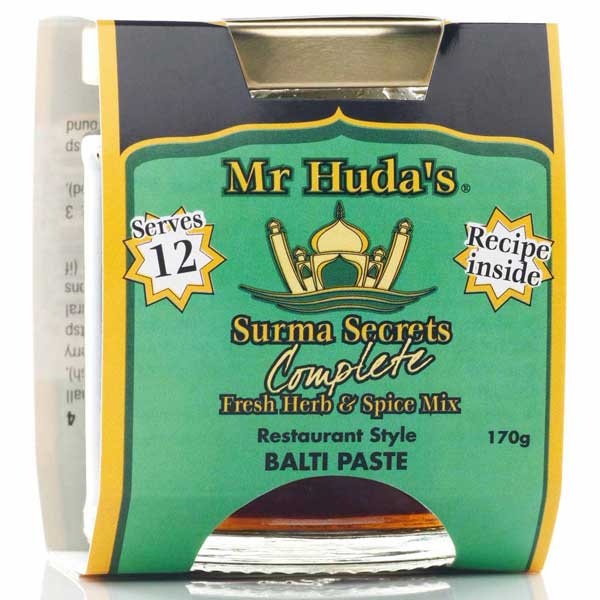 Mr Huda's®
Serves
12
Recipe
inside
Surma Secrets
Complete
Fresh Herb & Spice Mix
Restaurant Style
BALTI PASTE
170g